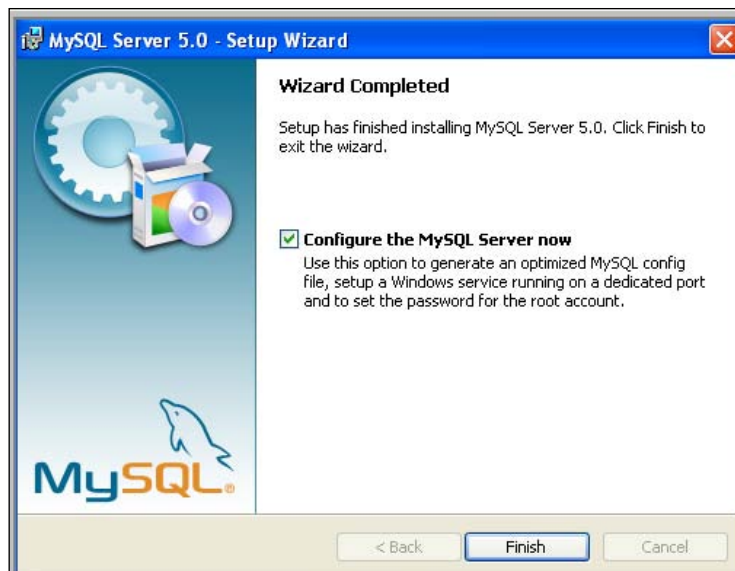 MySQL Server 5.0 - Setup Wizard
Wizard Completed
Setup has finished installing MySQL Server 5.0. Click Finish to
exit the wizard.
Configure the MySQL Server now
Use this option to generate an optimized MySQL config
file, setup a Windows service running on a dedicated port
and to set the password for the root account.
MySQL®
< Back Finish Cancel